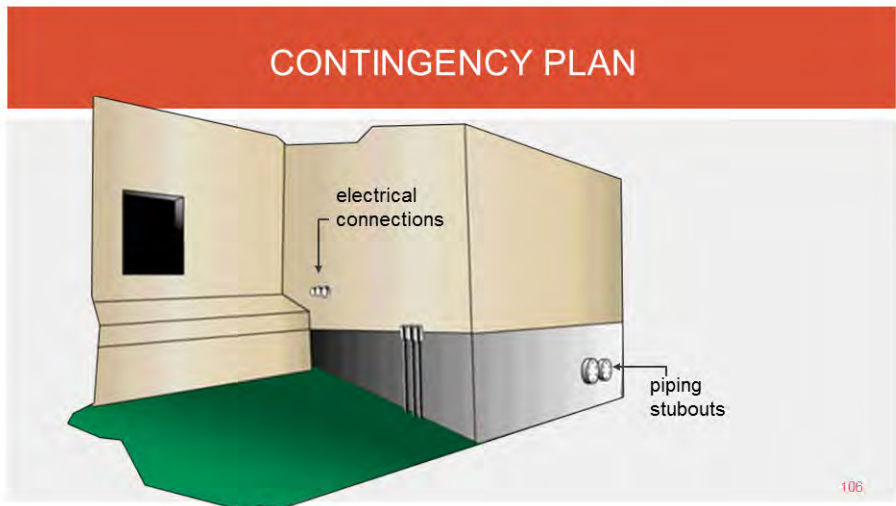 CONTINGENCY PLAN
electrical
connections
piping
stubouts
106